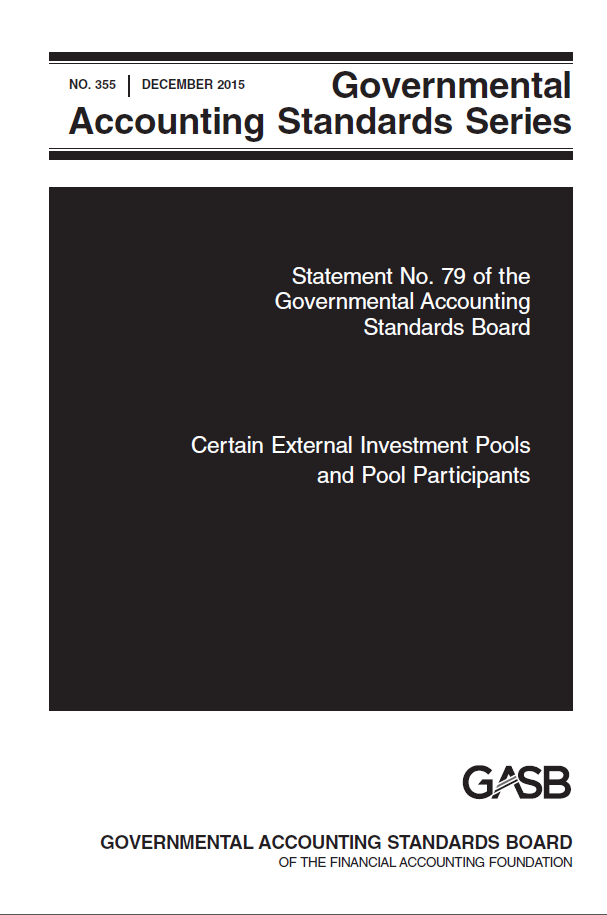 NO. 355 | DECEMBER 2015
Governmental
Accounting Standards Series
Statement No. 79 of the
Governmental Accounting
Standards Board
Certain External Investment Pools
and Pool Participants
GASB
GOVERNMENTAL ACCOUNTING STANDARDS BOARD
OF THE FINANCIAL ACCOUNTING FOUNDATION